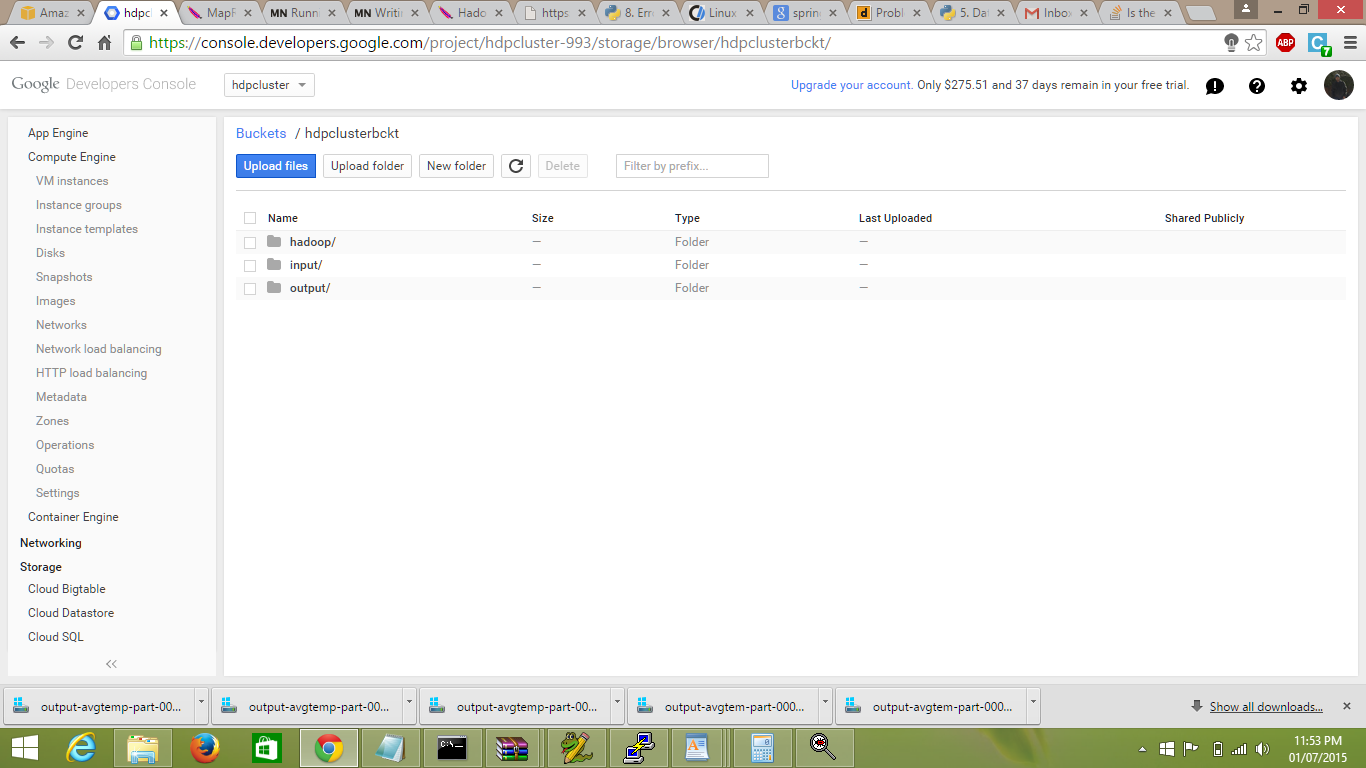 Amaz
hdpcl
MapR
MN Runni
MN Writi
Hado
https
8. Erro
Linux
spring
Probl
5. Dat
Inbox
Is the
https://console.developers.google.com/project/hdpcluster-993/storage/browser/hdpclusterbckt/
ABP
C 7
Google Developers Console
hdpcluster
Upgrade your account. Only $275.51 and 37 days remain in your free trial.
App Engine
Compute Engine
VM instances
Instance groups
Instance templates
Disks
Snapshots
Images
Networks
Network load balancing
HTTP load balancing
Metadata
Zones
Operations
Quotas
Settings
Container Engine
Networking
Storage
Cloud Bigtable
Cloud Datastore
Cloud SQL
Buckets / hdpclusterbckt
Upload files Upload folder New folder Delete Filter by prefix...
Name Size Type Last Uploaded Shared Publicly
hadoop/ — Folder —
input/ — Folder —
output/ — Folder —
output-avgtemp-part-00...
output-avgtemp-part-00...
output-avgtemp-part-00...
output-avgtem-part-000...
output-avgtem-part-000...
Show all downloads...
C:\
11:53 PM
01/07/2015